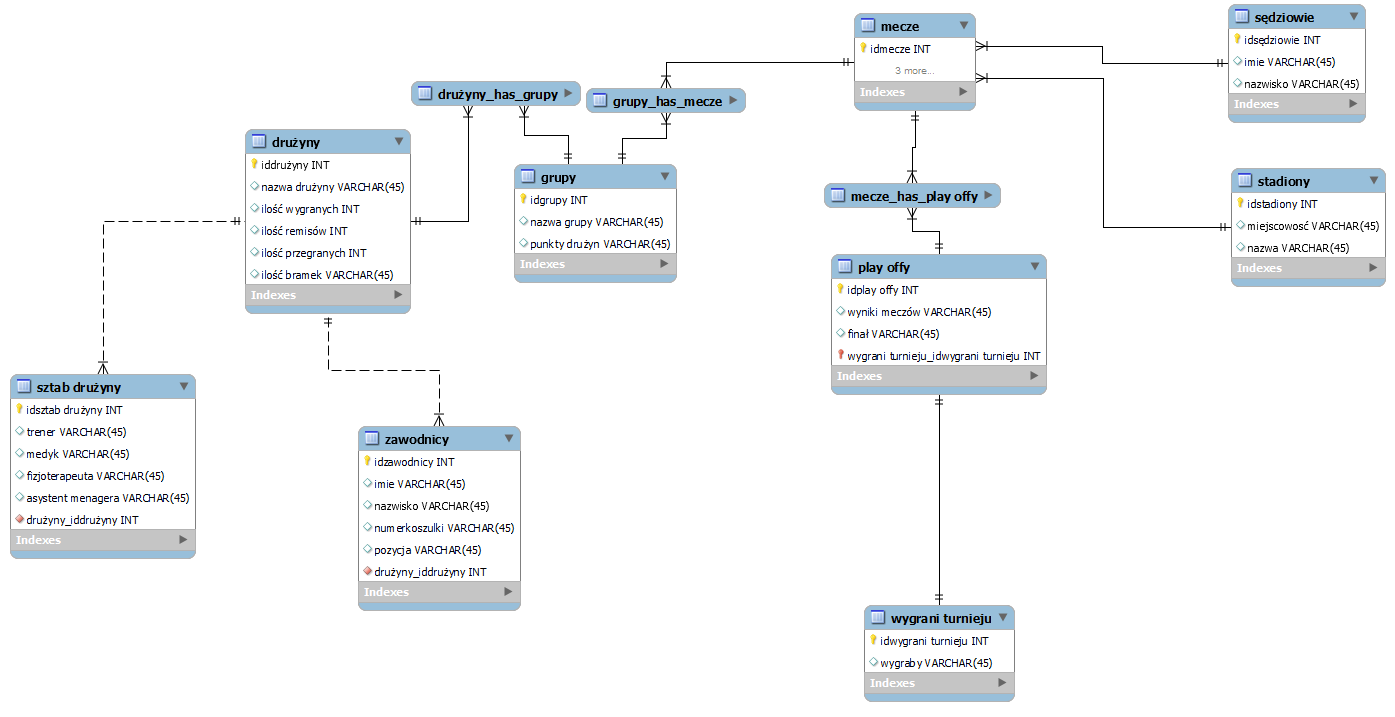 mecze
idmecze INT
3 more...
Indexes
sędziowie
idsędziowie INT
imie VARCHAR(45)
nazwisko VARCHAR(45)
Indexes
drużyny_has_grupy
grupy_has_mecze
drużyny
iddrużyny INT
nazwa drużyny VARCHAR(45)
ilość wygranych INT
ilość remisów INT
ilość przegranych INT
ilość bramek VARCHAR(45)
Indexes
grupy
idgrupy INT
nazwa grupy VARCHAR(45)
punkty drużyn VARCHAR(45)
Indexes
mecze_has_play offy
stadiony
idstadiony INT
miejscowosć VARCHAR(45)
nazwa VARCHAR(45)
Indexes
play offy
idplay offy INT
wyniki meczów VARCHAR(45)
finał VARCHAR(45)
wygrani turnieju_idwygrani turnieju INT
Indexes
sztab drużyny
idsztab drużyny INT
trener VARCHAR(45)
medyk VARCHAR(45)
fizjoterapeuta VARCHAR(45)
asystent menagera VARCHAR(45)
drużyny_iddrużyny INT
Indexes
zawodnicy
idzawodnicy INT
imie VARCHAR(45)
nazwisko VARCHAR(45)
numerkoszulki VARCHAR(45)
pozycja VARCHAR(45)
drużyny_iddrużyny INT
Indexes
wygrani turnieju
idwygrani turnieju INT
wygraby VARCHAR(45)
Indexes